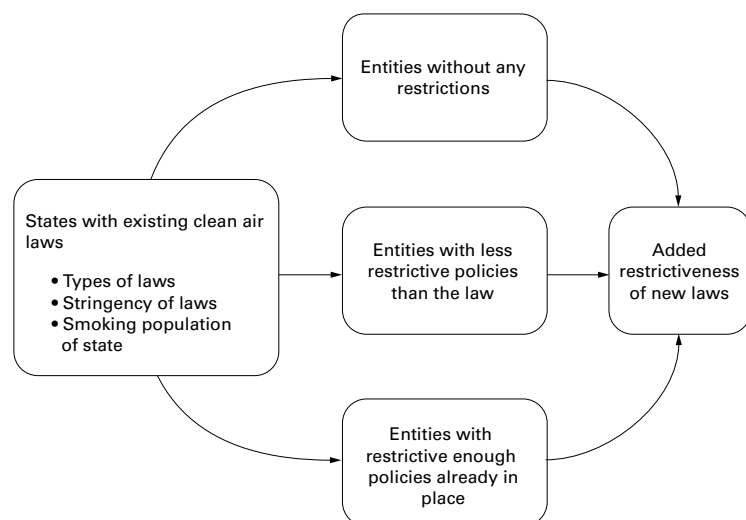 Entities without any
restrictions
States with existing clean air
laws
• Types of laws
• Stringency of laws
• Smoking population
of state
Entities with less
restrictive policies
than the law
Added
restrictiveness
of new laws
Entities with
restrictive enough
policies already in
place